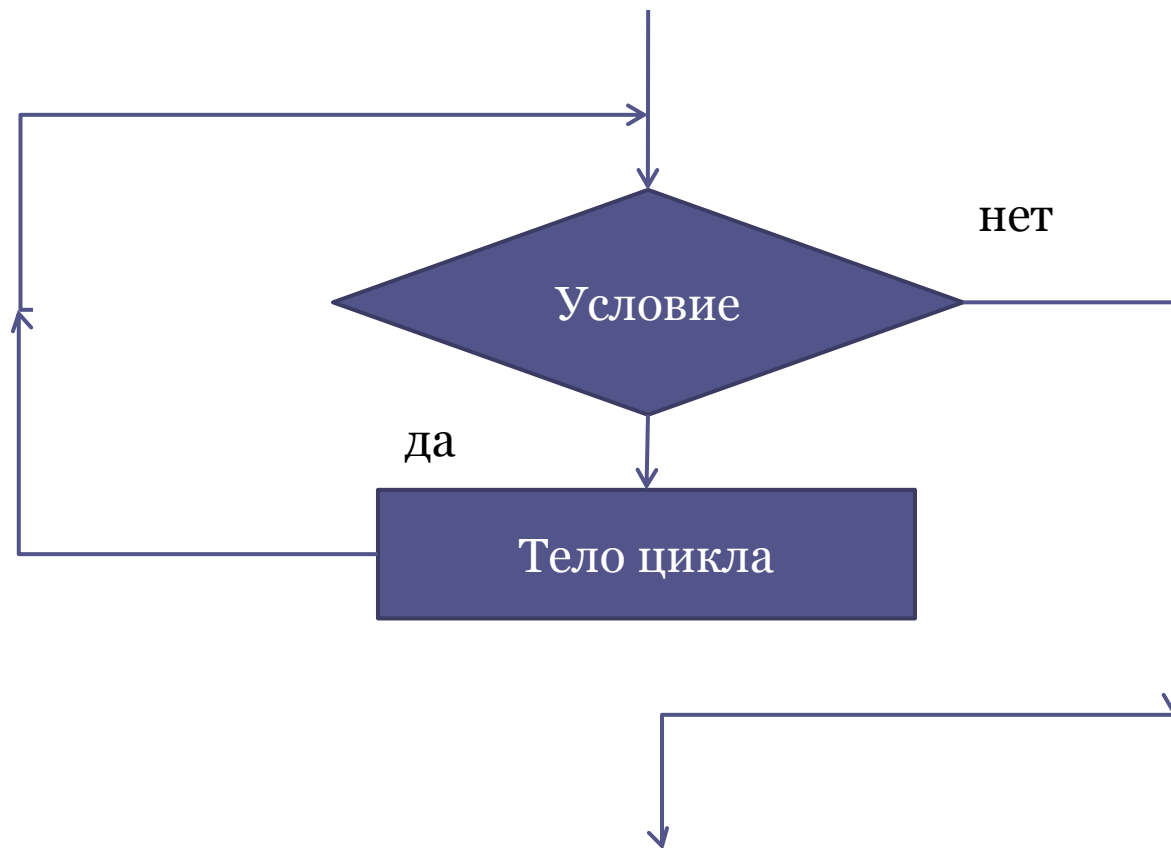 нет
Условие
да
Тело цикла